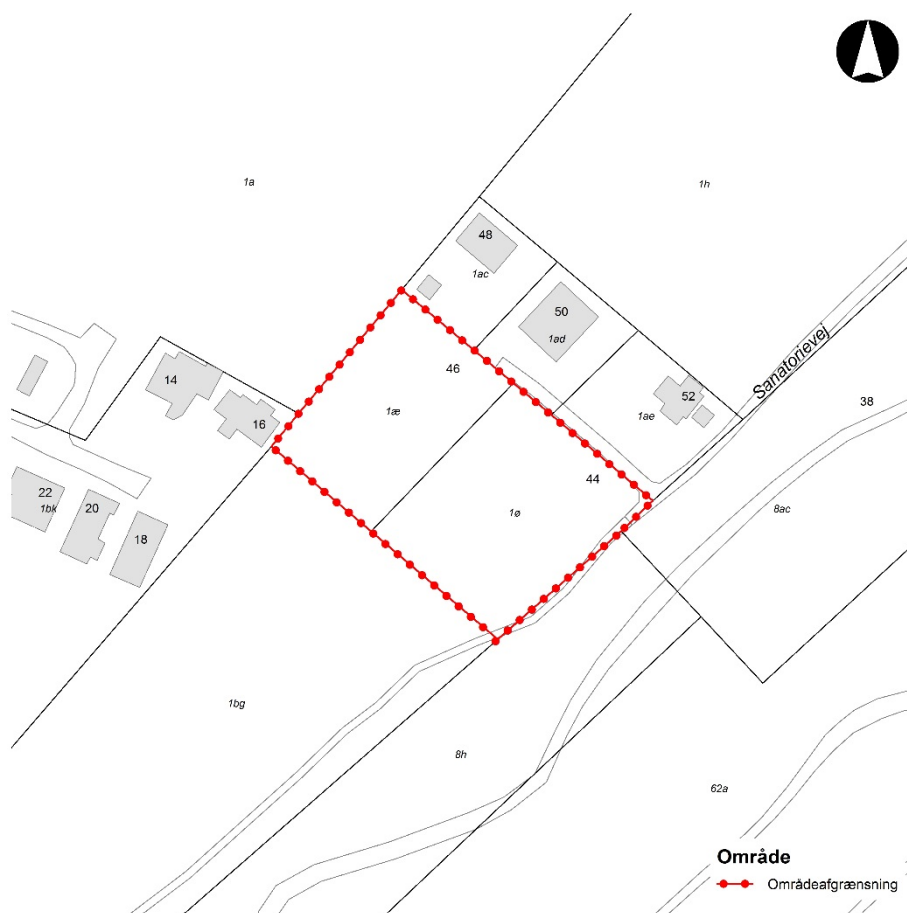 1a
1h
48
1ac
50
1ad
46
Sanatorievej
14
52
1æ
1ae
38
16
44
22
1bk
20
1ø
8ac
18
1bg
8h
62a
Område
Områdeafgrænsning